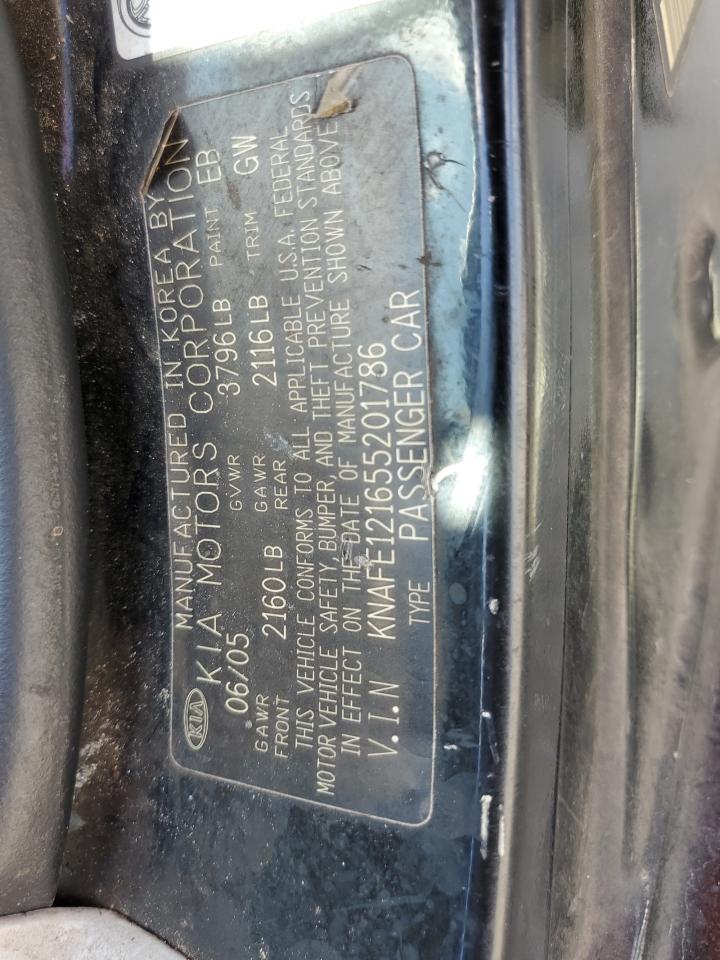 MANUFACTURED IN KOREA BY
KIA KIA MOTORS CORPORATION
06/05 GVWR 3796LB PAINT EB
GAWR FRONT 2160LB GAWR REAR 2116LB TRIM GW
THIS VEHICLE CONFORMS TO ALL APPLICABLE U.S.A. FEDERAL
MOTOR VEHICLE SAFETY, BUMPER, AND THEFT PREVENTION STANDARDS
IN EFFECT ON THE DATE OF MANUFACTURE SHOWN ABOVE
V.I.N KNAFE121655201786
TYPE PASSENGER CAR